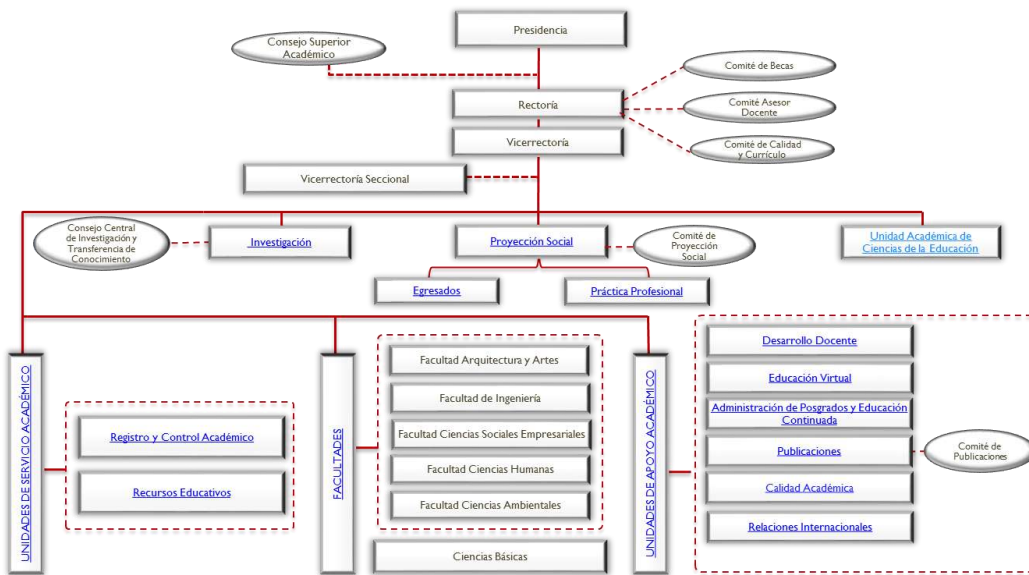 Presidencia
Consejo Superior
Académico
Comité de Becas
Rectoría
Comité Asesor
Docente
Vicerrectoría
Comité de Calidad
y Currículo
Vicerrectoría Seccional
Consejo Central
de Investigación y
Transferencia de
Conocimiento
Investigación
Proyección Social
Comité de
Proyección
Social
Unidad Académica de
Ciencias de la Educación
Egresados
Práctica Profesional
UNIDADES DE SERVICIO ACADÉMICO
Registro y Control Académico
Recursos Educativos
FACULTADES
Facultad Arquitectura y Artes
Facultad de Ingeniería
Facultad Ciencias Sociales Empresariales
Facultad Ciencias Humanas
Facultad Ciencias Ambientales
Ciencias Básicas
UNIDADES DE APOYO ACADÉMICO
Desarrollo Docente
Educación Virtual
Administración de Posgrados y Educación
Continuada
Publicaciones
Comité de
Publicaciones
Calidad Académica
Relaciones Internacionales